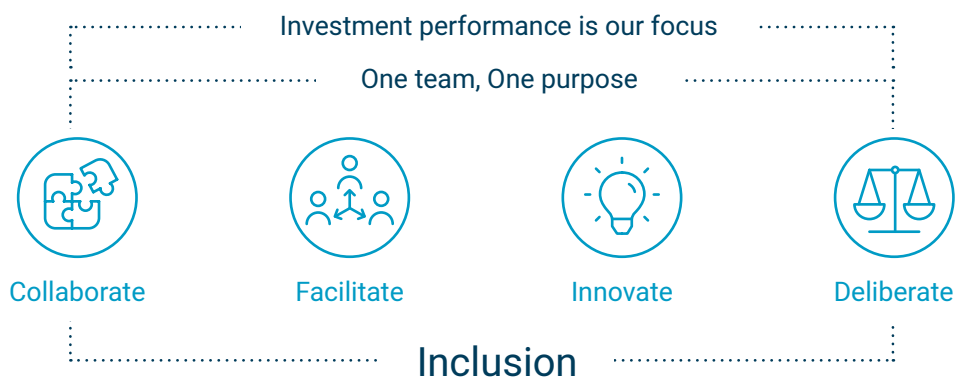 Investment performance is our focus
One team, One purpose
Collaborate
Facilitate
Innovate
Deliberate
Inclusion